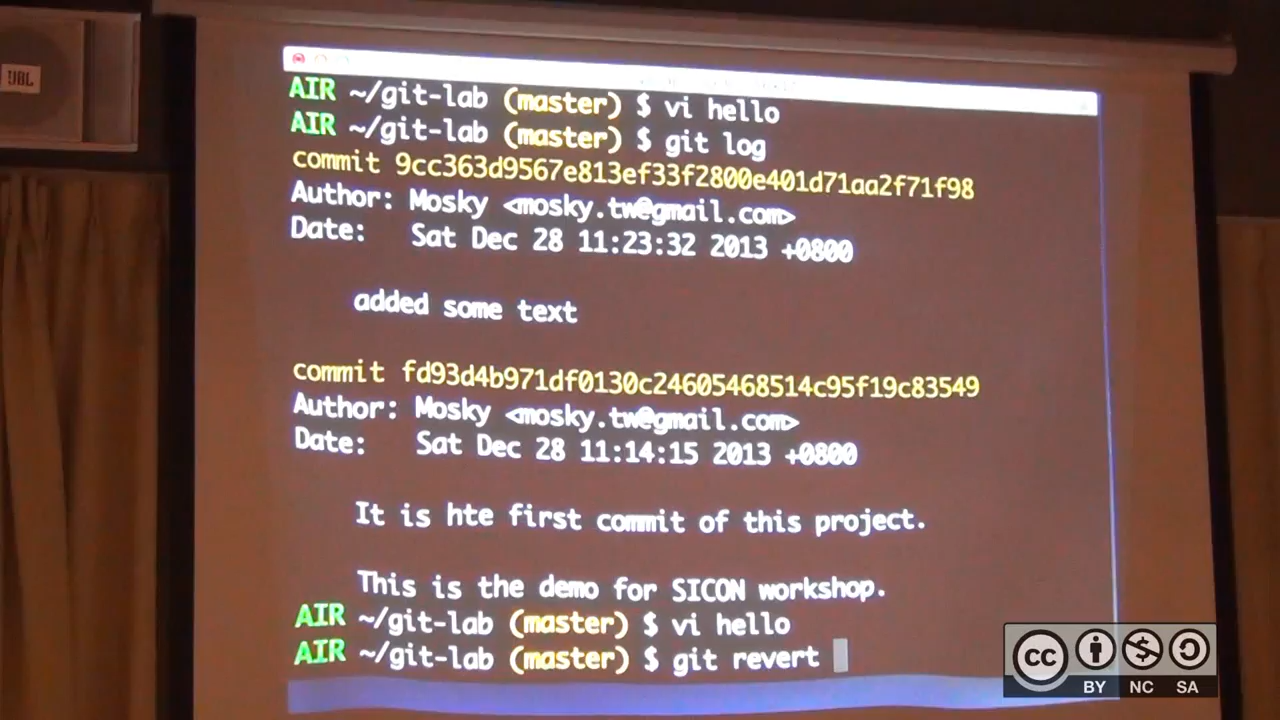 JBL
AIR ~/git-lab (master) $ vi hello
AIR ~/git-lab (master) $ git log
commit 9cc363d9567e813ef33f2800e401d71aa2f71f98
Author: Mosky <mosky.tw@gmail.com>
Date: Sat Dec 28 11:23:32 2013 +0800
added some text
commit fd93d4b971df0130c24605468514c95f19c83549
Author: Mosky <mosky.tw@gmail.com>
Date: Sat Dec 28 11:14:15 2013 +0800
It is hte first commit of this project.
This is the demo for SICON workshop.
AIR ~/git-lab (master) $ vi hello
AIR ~/git-lab (master) $ git revert
cc
BY NC SA